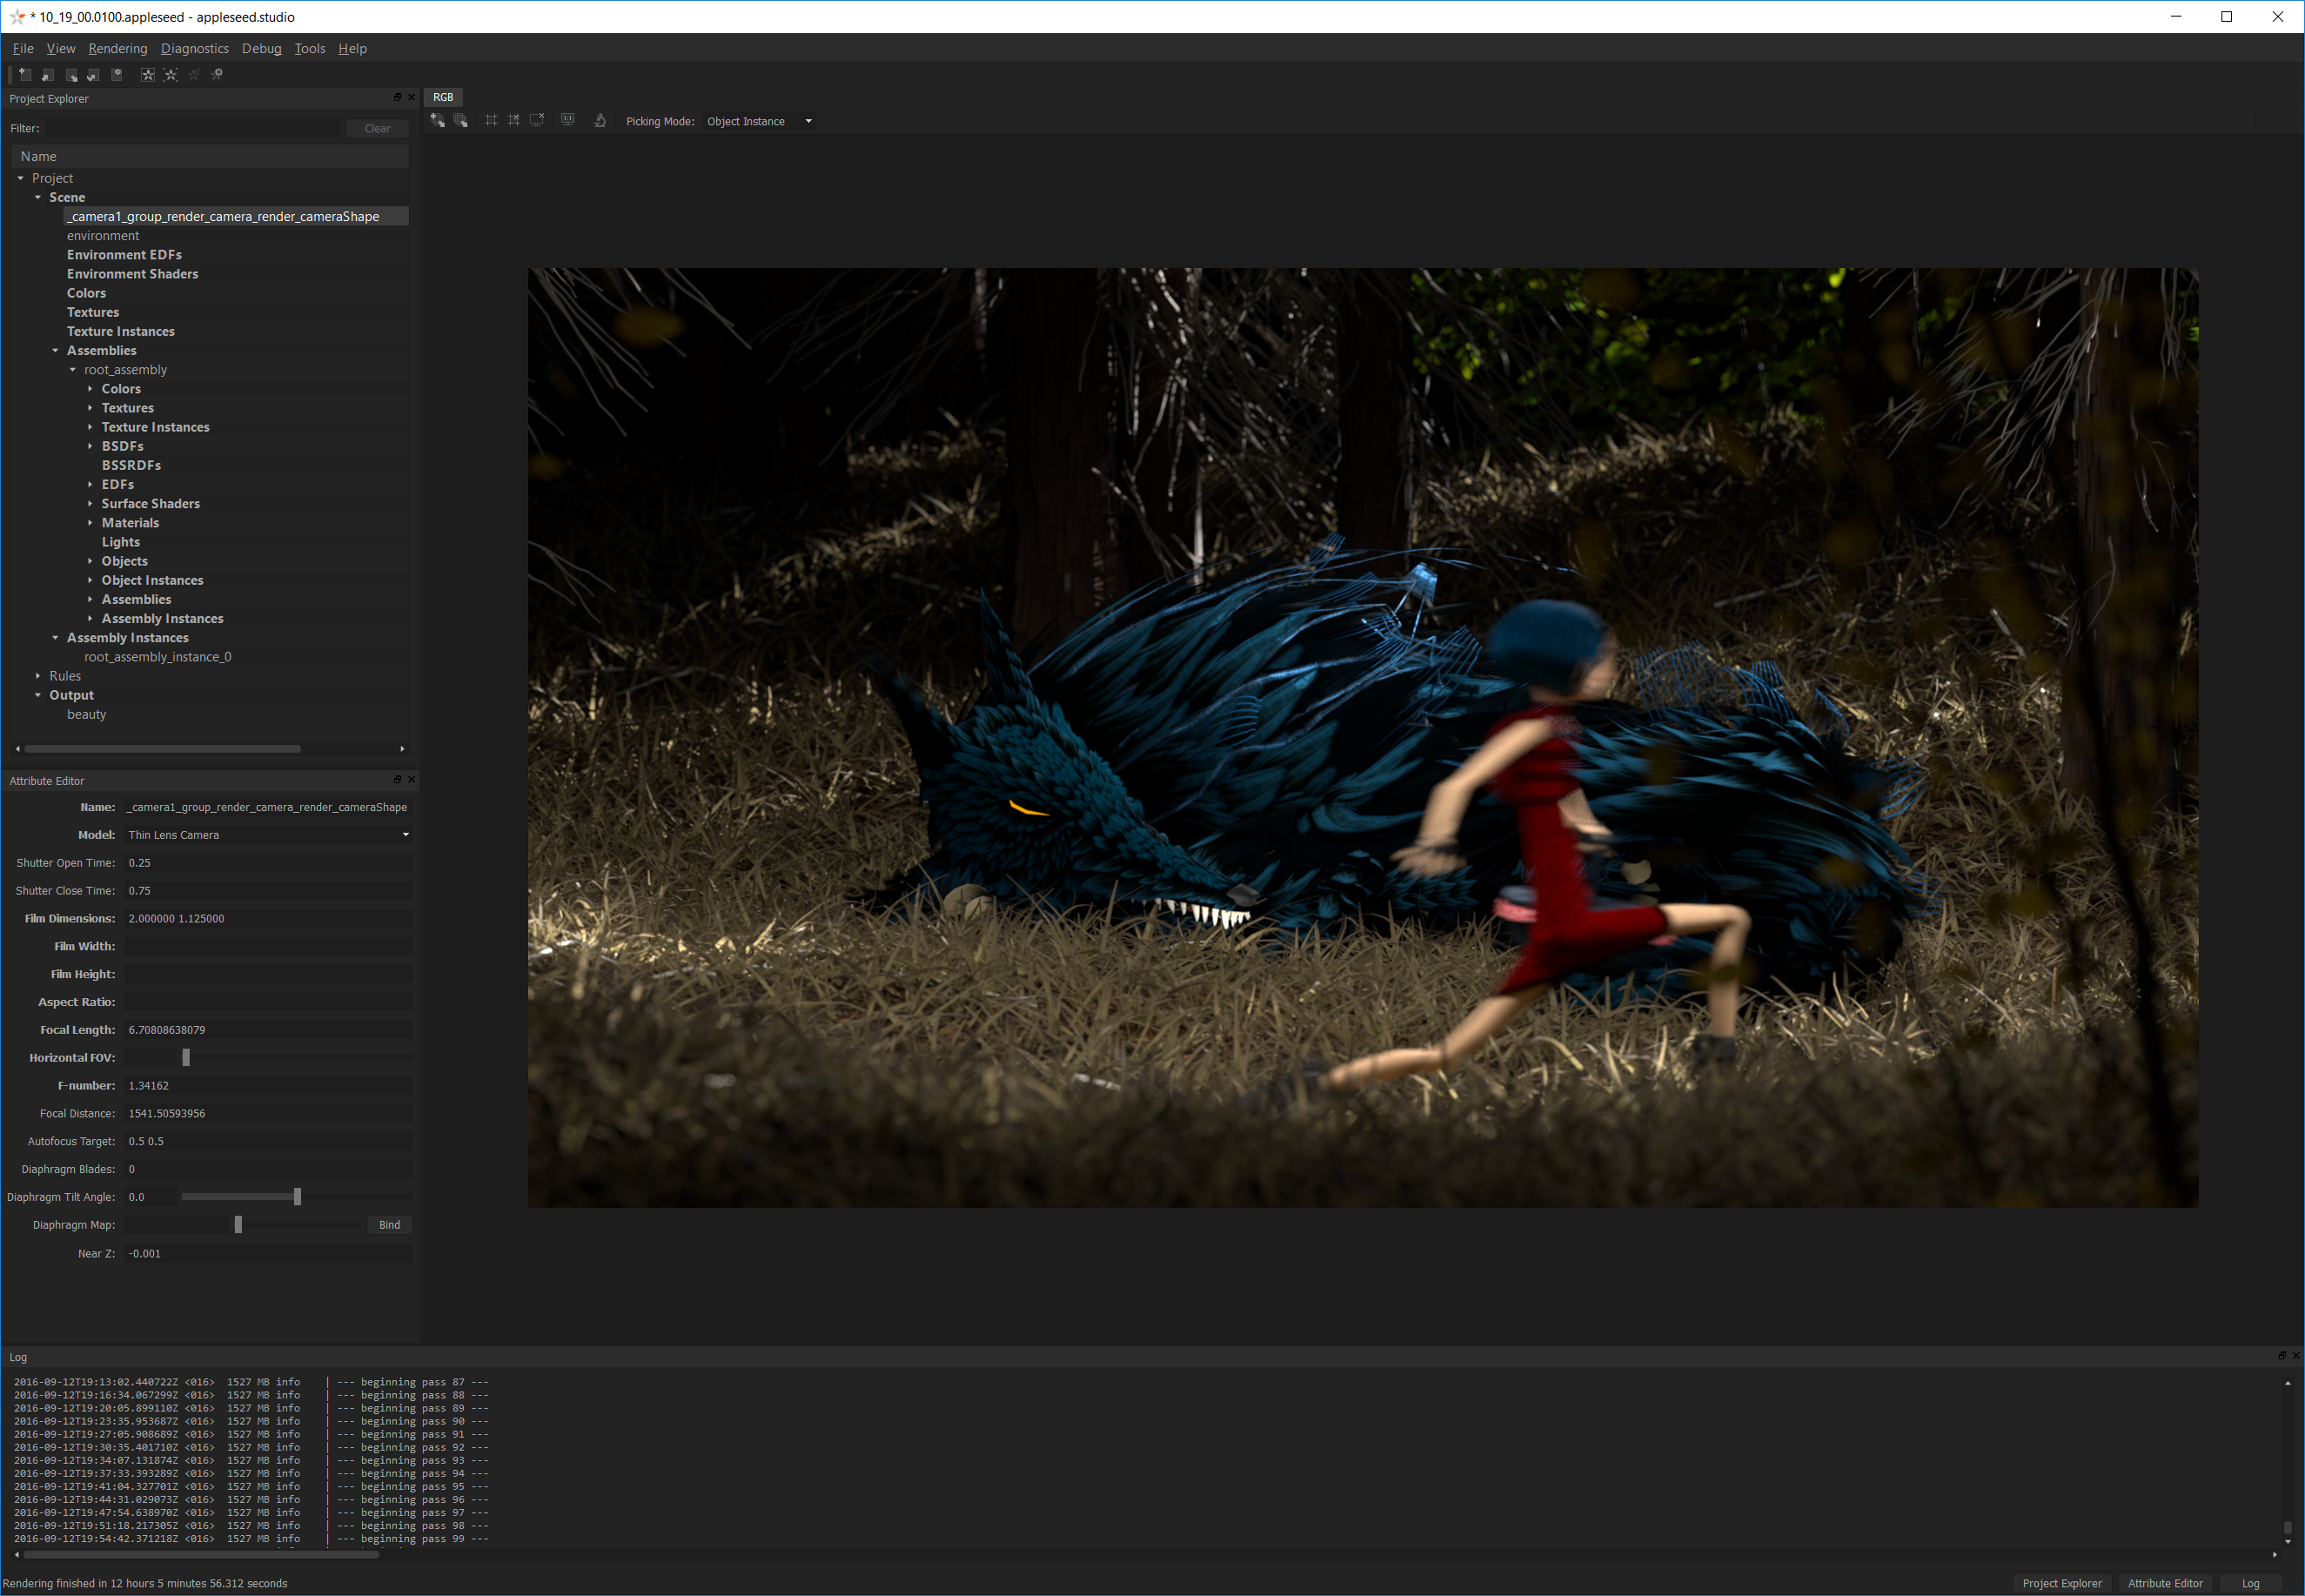 * 10_19_00.0100.appleseed - appleseed.studio
File View Rendering Diagnostics Debug Tools Help
Project Explorer
Filter:
Clear
Name
Project
Scene
_camera1_group_render_camera_render_cameraShape
environment
Environment EDFs
Environment Shaders
Colors
Textures
Texture Instances
Assemblies
root_assembly
Colors
Textures
Texture Instances
BSDFs
BSSRDFs
EDFs
Surface Shaders
Materials
Lights
Objects
Object Instances
Assemblies
Assembly Instances
Assembly Instances
root_assembly_instance_0
Rules
Output
beauty
RGB
Picking Mode: Object Instance
Attribute Editor
Name: _camera1_group_render_camera_render_cameraShape
Model: Thin Lens Camera
Shutter Open Time: 0.25
Shutter Close Time: 0.75
Film Dimensions: 2.000000 1.125000
Film Width:
Film Height:
Aspect Ratio:
Focal Length: 6.70808638079
Horizontal FOV:
F-number: 1.34162
Focal Distance: 1541.50593956
Autofocus Target: 0.5 0.5
Diaphragm Blades: 0
Diaphragm Tilt Angle: 0.0
Diaphragm Map: Bind
Near Z: -0.001
Log
2016-09-12T19:13:02.440722Z <016> 1527 MB info | --- beginning pass 87 ---
2016-09-12T19:16:34.067299Z <016> 1527 MB info | --- beginning pass 88 ---
2016-09-12T19:20:05.899110Z <016> 1527 MB info | --- beginning pass 89 ---
2016-09-12T19:23:35.953687Z <016> 1527 MB info | --- beginning pass 90 ---
2016-09-12T19:27:05.908689Z <016> 1527 MB info | --- beginning pass 91 ---
2016-09-12T19:30:35.401710Z <016> 1527 MB info | --- beginning pass 92 ---
2016-09-12T19:34:07.131874Z <016> 1527 MB info | --- beginning pass 93 ---
2016-09-12T19:37:33.393289Z <016> 1527 MB info | --- beginning pass 94 ---
2016-09-12T19:41:04.327701Z <016> 1527 MB info | --- beginning pass 95 ---
2016-09-12T19:44:31.029073Z <016> 1527 MB info | --- beginning pass 96 ---
2016-09-12T19:47:54.638970Z <016> 1527 MB info | --- beginning pass 97 ---
2016-09-12T19:51:18.217305Z <016> 1527 MB info | --- beginning pass 98 ---
2016-09-12T19:54:42.371218Z <016> 1527 MB info | --- beginning pass 99 ---
Rendering finished in 12 hours 5 minutes 56.312 seconds
Project Explorer Attribute Editor Log